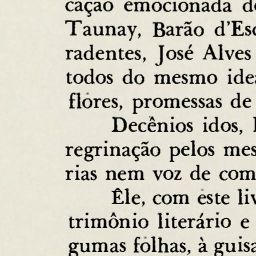 cação emocionada d
Taunay, Barão d'Esc
radentes, José Alves
todos do mesmo idea
flores, promessas de
Decênios idos,
regrinação pelos mes
rias nem voz de com
Êle, com este liv
trimônio literário e
gumas folhas, à guisa